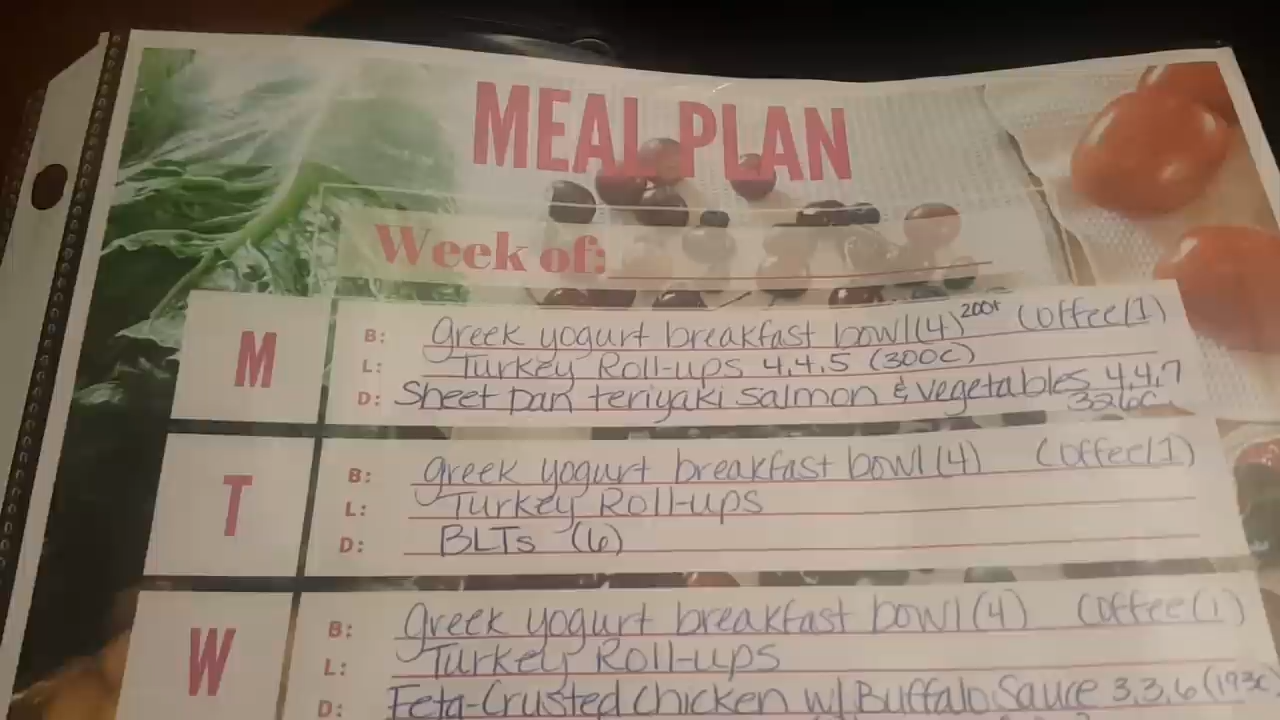 MEAL PLAN
Week of:
M
B: Greek yogurt breakfast bowl (4) 200+ Coffee (1)
L: Turkey Roll-ups 4,4,5 (300c)
D: Sheet pan teriyaki salmon & vegetables 4,4,7
326c
T
B: Greek yogurt breakfast bowl (4) Coffee (1)
L: Turkey Roll-ups
D: BLTs (6)
W
B: Greek yogurt breakfast bowl (4) Coffee (1)
L: Turkey Roll-ups
D: Feta-Crusted Chicken w/ Buffalo Sauce 3,3,6 (193c)